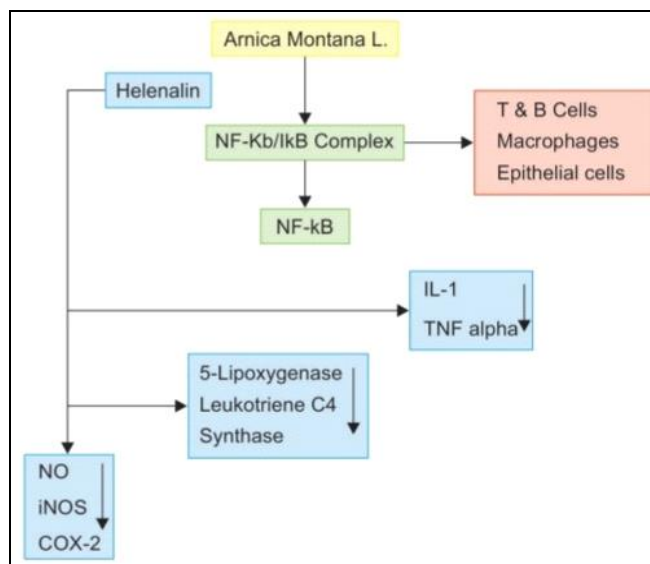 Arnica Montana L.
Helenalin
NF-Kb/IkB Complex
T & B Cells
Macrophages
Epithelial cells
NF-kB
IL-1
TNF alpha
5-Lipoxygenase
Leukotriene C4
Synthase
NO
iNOS
COX-2